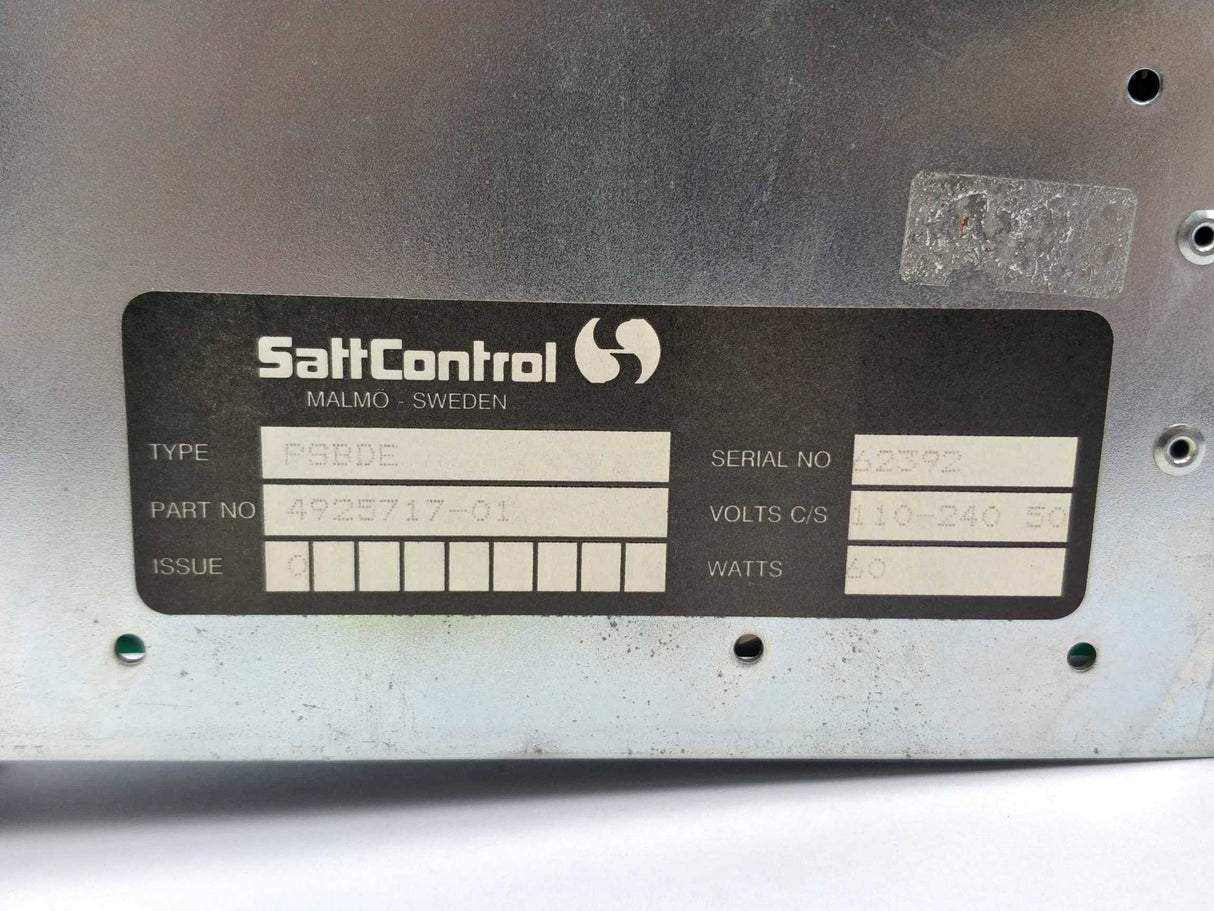 SattControl
MALMÖ - SWEDEN
TYPE PSBDE
PART NO 4925717-01
ISSUE 0
SERIAL NO 62392
VOLTS C/S 110-240 50
WATTS 60